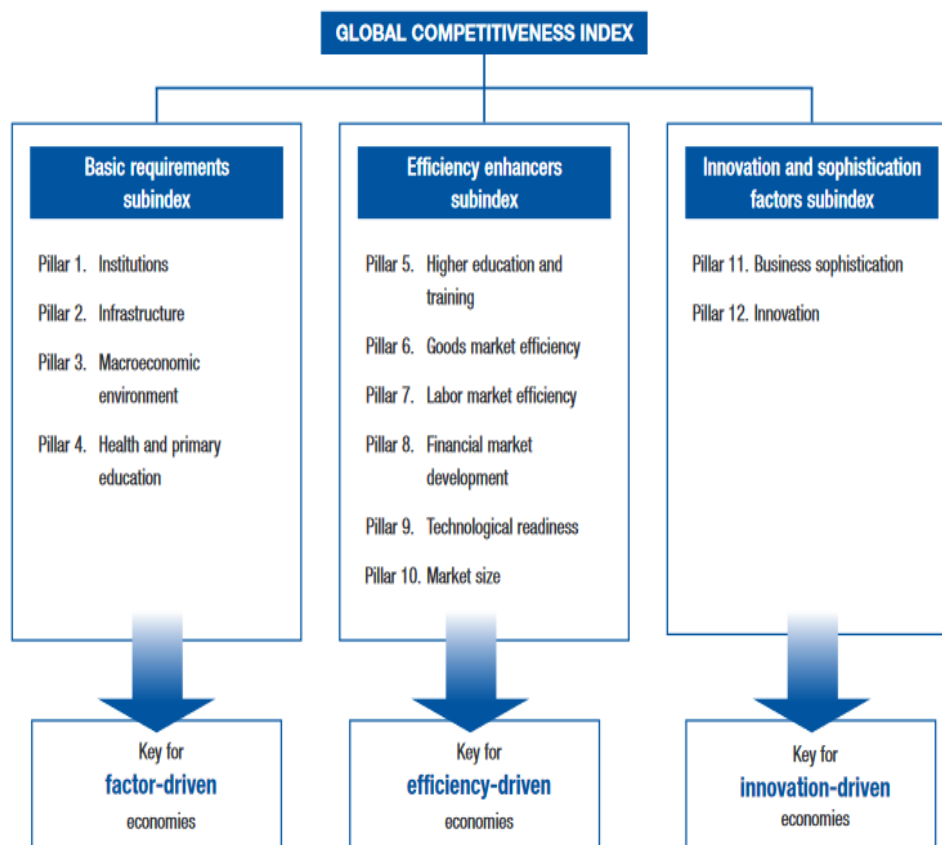 GLOBAL COMPETITIVENESS INDEX
Basic requirements
subindex
Pillar 1. Institutions
Pillar 2. Infrastructure
Pillar 3. Macroeconomic
environment
Pillar 4. Health and primary
education
Key for
factor-driven
economies
Efficiency enhancers
subindex
Pillar 5. Higher education and
training
Pillar 6. Goods market efficiency
Pillar 7. Labor market efficiency
Pillar 8. Financial market
development
Pillar 9. Technological readiness
Pillar 10. Market size
Key for
efficiency-driven
economies
Innovation and sophistication
factors subindex
Pillar 11. Business sophistication
Pillar 12. Innovation
Key for
innovation-driven
economies